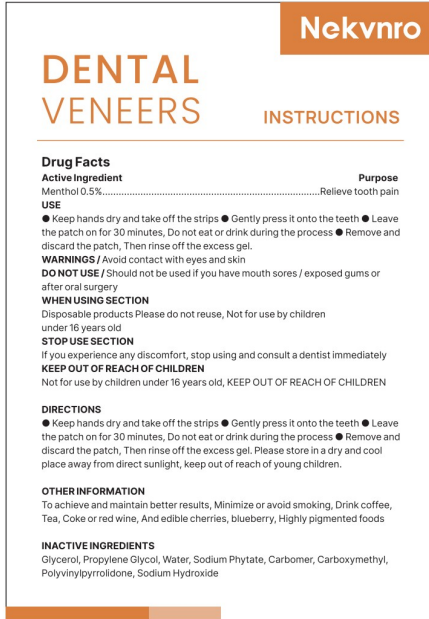 Nekvnro
DENTAL
VENEERS
INSTRUCTIONS
Drug Facts
Active Ingredient Purpose
Menthol 0.5%......................................................................Relieve tooth pain
USE
● Keep hands dry and take off the strips ● Gently press it onto the teeth ● Leave
the patch on for 30 minutes, Do not eat or drink during the process ● Remove and
discard the patch, Then rinse off the excess gel.
WARNINGS / Avoid contact with eyes and skin
DO NOT USE / Should not be used if you have mouth sores / exposed gums or
after oral surgery
WHEN USING SECTION
Disposable products Please do not reuse, Not for use by children
under 16 years old
STOP USE SECTION
If you experience any discomfort, stop using and consult a dentist immediately
KEEP OUT OF REACH OF CHILDREN
Not for use by children under 16 years old, KEEP OUT OF REACH OF CHILDREN
DIRECTIONS
● Keep hands dry and take off the strips ● Gently press it onto the teeth ● Leave
the patch on for 30 minutes, Do not eat or drink during the process ● Remove and
discard the patch, Then rinse off the excess gel. Please store in a dry and cool
place away from direct sunlight, keep out of reach of young children.
OTHER INFORMATION
To achieve and maintain better results, Minimize or avoid smoking, Drink coffee,
Tea, Coke or red wine, And edible cherries, blueberry, Highly pigmented foods
INACTIVE INGREDIENTS
Glycerol, Propylene Glycol, Water, Sodium Phytate, Carbomer, Carboxymethyl,
Polyvinylpyrrolidone, Sodium Hydroxide